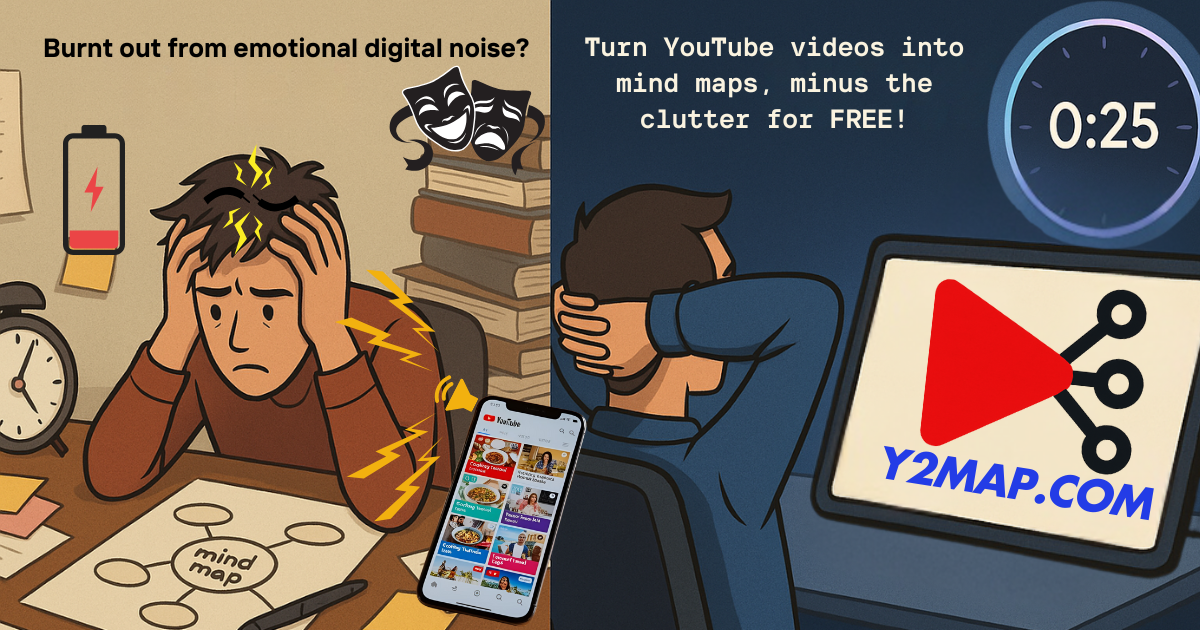 Burnt out from emotional digital noise?
Turn YouTube videos into
mind maps, minus the
clutter for FREE!
0:25
mind
map
YouTube
Y2MAP.COM